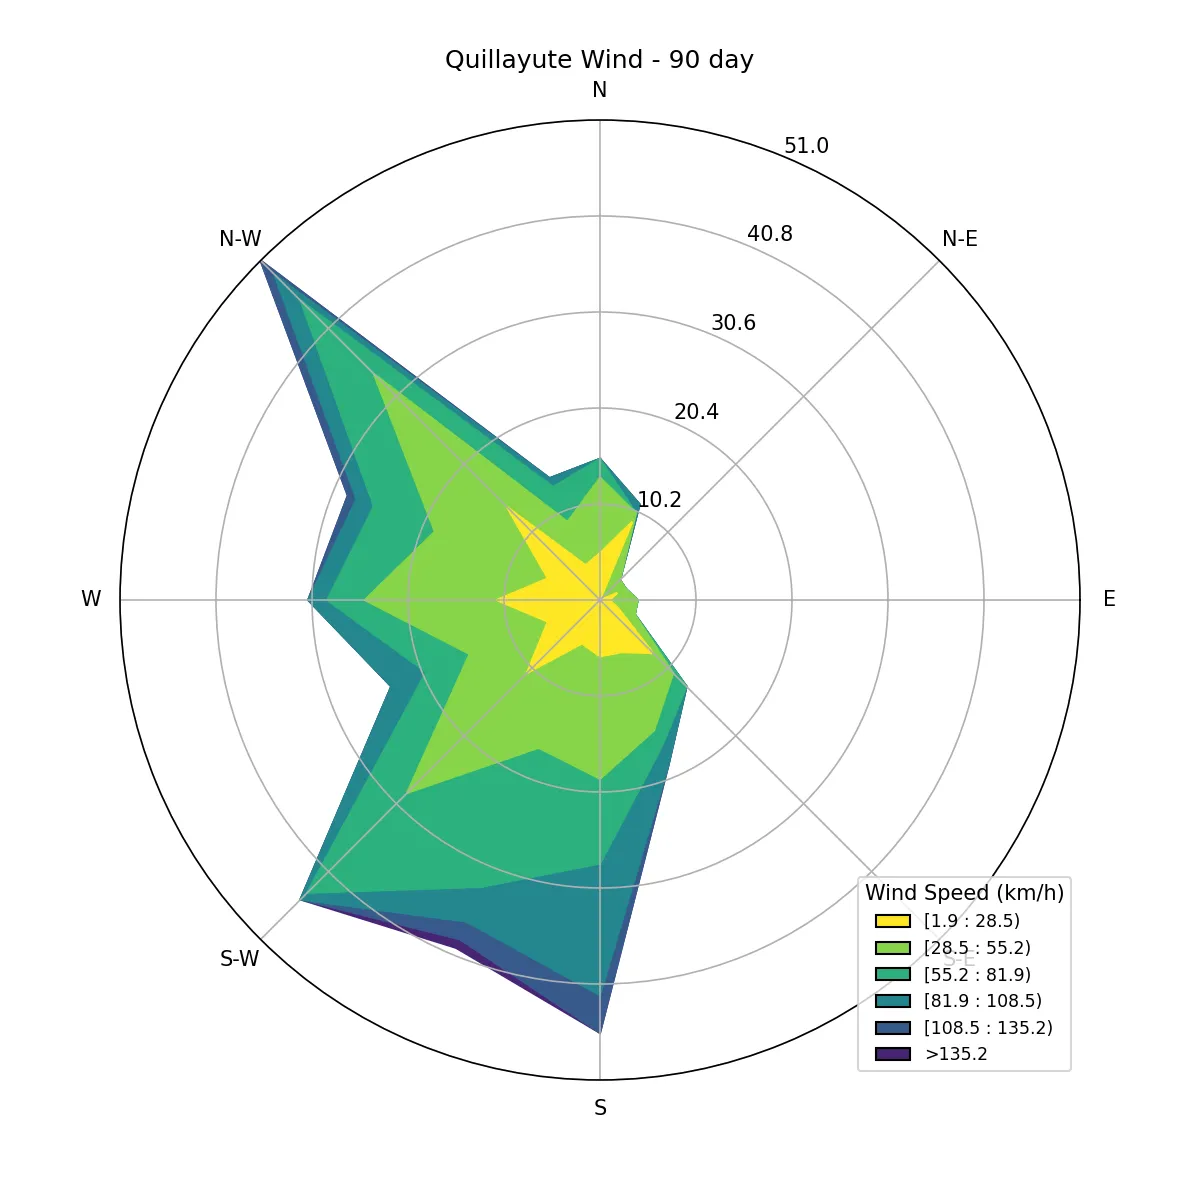 Quillayute Wind - 90 day
N
51.0
40.8
N-W
N-E
30.6
20.4
10.2
W
E
Wind Speed (km/h)
[1.9 : 28.5)
[28.5 : 55.2)
S-W
S-E
[55.2 : 81.9)
[81.9 : 108.5)
[108.5 : 135.2)
>135.2
S